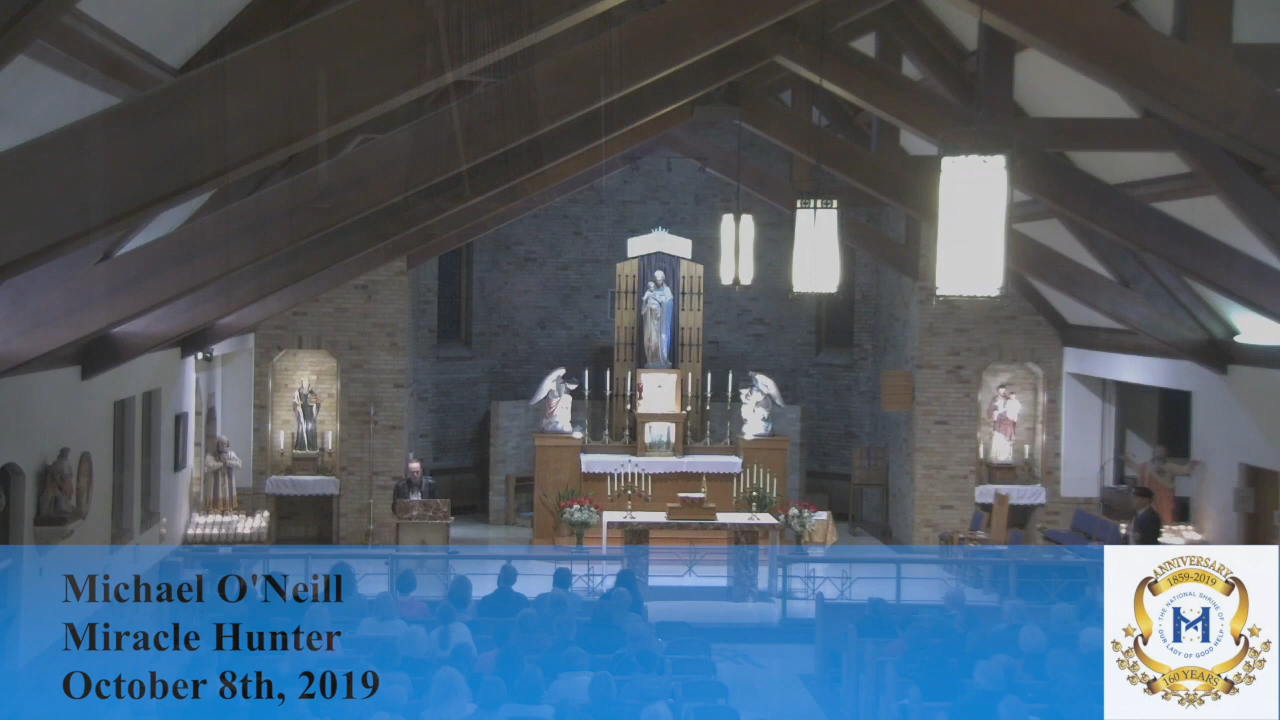 Michael O'Neill
Miracle Hunter
October 8th, 2019
ANNIVERSARY
1859-2019
THE NATIONAL SHRINE OF
OUR LADY OF GOOD HELP
M
160 YEARS